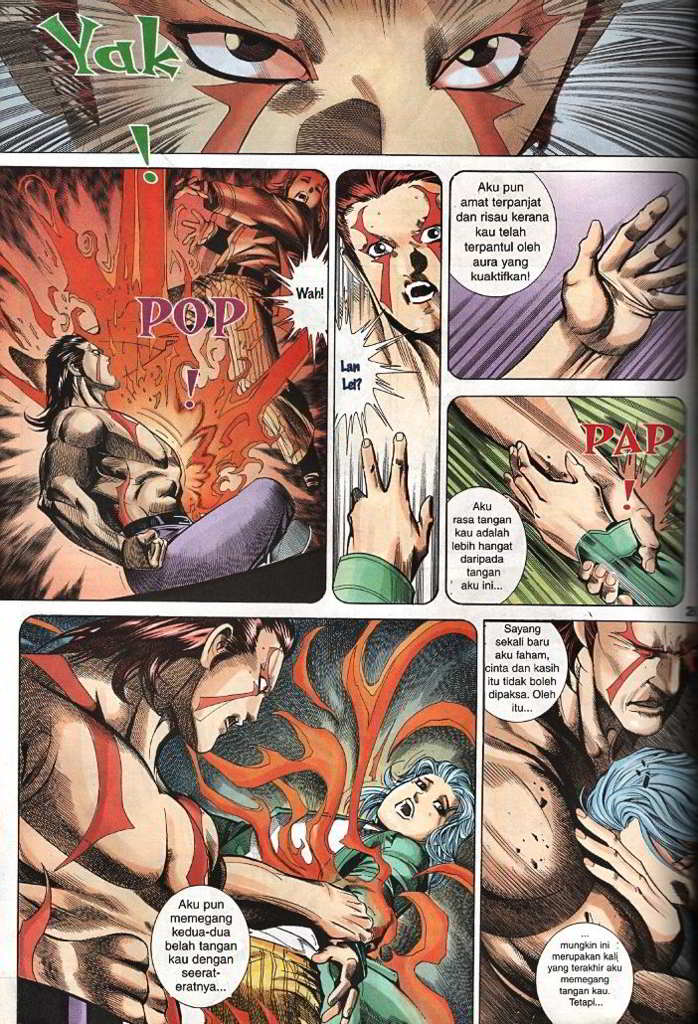 Yak
!
POP
!
Wah!
Lan
Lei?
Aku pun
amat terpanjat
dan risau kerana
kau telah
terpantul oleh
aura yang
kuaktifkan!
PAP
!
Aku
rasa tangan
kau adalah
lebih hangat
daripada
tangan
aku ini...
Aku pun
memegang
kedua-dua
belah tangan
kau dengan
seerat-
eratnya...
Sayang
sekali baru
aku faham,
cinta dan kasih
itu tidak boleh
dipaksa. Oleh
itu...
...
mungkin ini
merupakan kali
yang terakhir aku
memegang
tangan kau.
Tetapi...